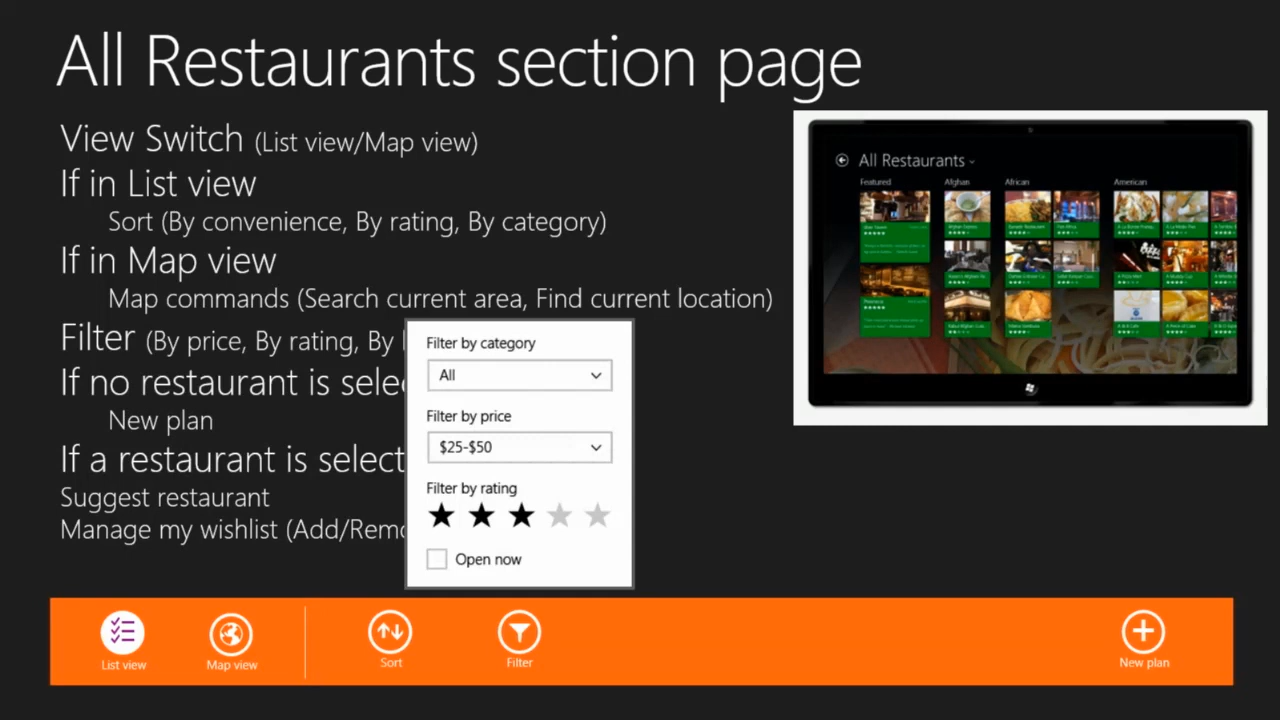 All Restaurants section page
View Switch (List view/Map view)
If in List view
Sort (By convenience, By rating, By category)
If in Map view
Map commands (Search current area, Find current location)
Filter (By price, By rating, By
If no restaurant is sele
New plan
If a restaurant is select
Suggest restaurant
Manage my wishlist (Add/Remo
All Restaurants
Featured Afghan African American
Filter by category
All
Filter by price
$25-$50
Filter by rating
Open now
List view Map view Sort Filter New plan